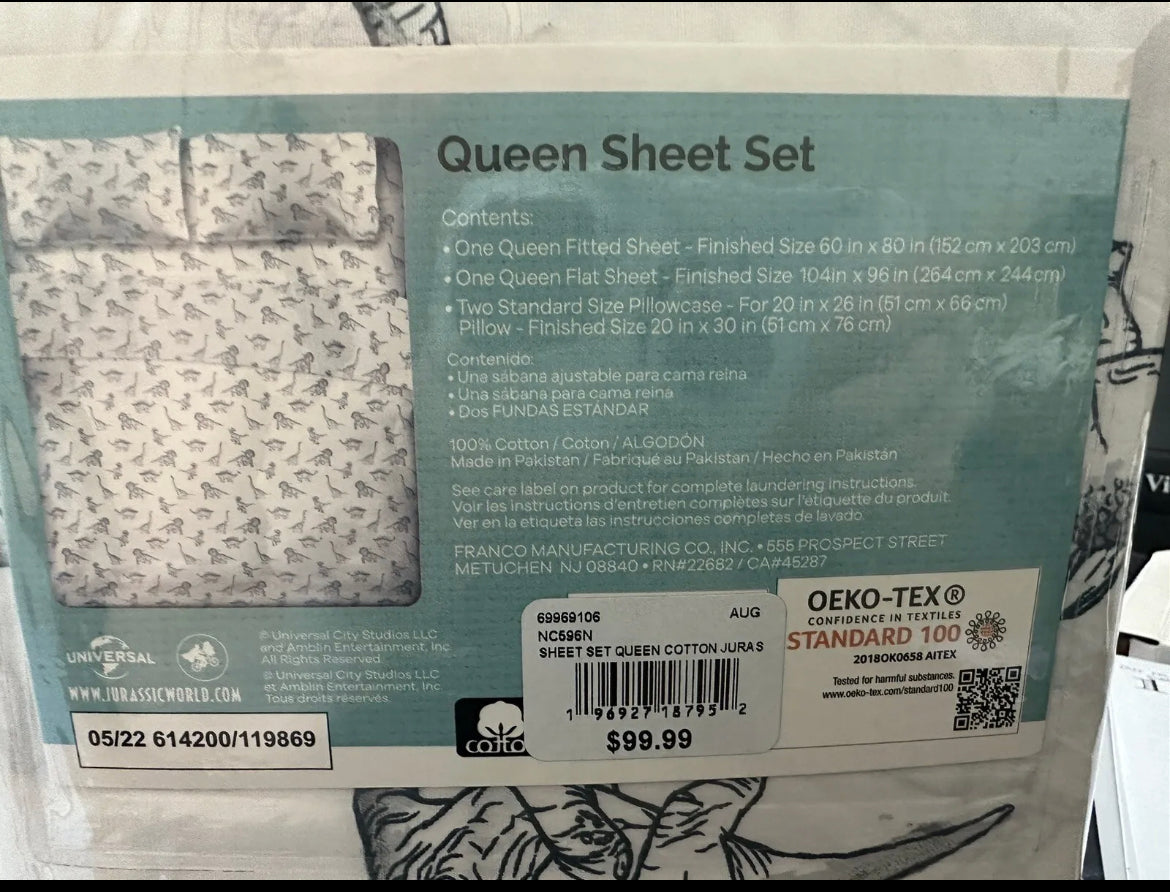 Queen Sheet Set
Contents:
• One Queen Fitted Sheet - Finished Size 60 in x 80 in (152 cm x 203 cm)
• One Queen Flat Sheet - Finished Size 104in x 96 in (264 cm x 244 cm)
• Two Standard Size Pillowcase - For 20 in x 26 in (51 cm x 66 cm)
Pillow - Finished Size 20 in x 30 in (51 cm x 76 cm)
Contenido:
• Una sábana ajustable para cama reina
• Una sábana para cama reina
• Dos FUNDAS ESTÁNDAR
100% Cotton / Coton / ALGODÓN
Made in Pakistan / Fabriqué au Pakistan / Hecho en Pakistán
See care label on product for complete laundering instructions.
Voir les instructions d'entretien complètes sur l'étiquette du produit.
Ver en la etiqueta las instrucciones completas de lavado.
FRANCO MANUFACTURING CO., INC. • 555 PROSPECT STREET
METUCHEN NJ 08840 • RN#22682 / CA#45287
UNIVERSAL
WWW.JURASSICWORLD.COM
© Universal City Studios LLC
and Amblin Entertainment, Inc.
All Rights Reserved.
© Universal City Studios LLC
et Amblin Entertainment, Inc.
Tous droits réservés.
05/22 614200/119869
cotto
69969106 AUG
NC596N
SHEET SET QUEEN COTTON JURAS
1 96927 18795 2
$99.99
OEKO-TEX®
CONFIDENCE IN TEXTILES
STANDARD 100
2018OK0658 AITEX
Tested for harmful substances.
www.oeko-tex.com/standard100
Vi